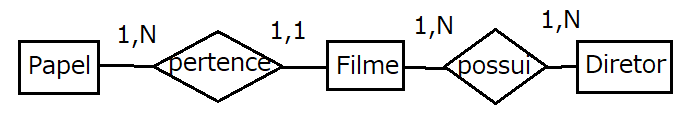 1,N 1,1 1,N 1,N
Papel pertence Filme possui Diretor